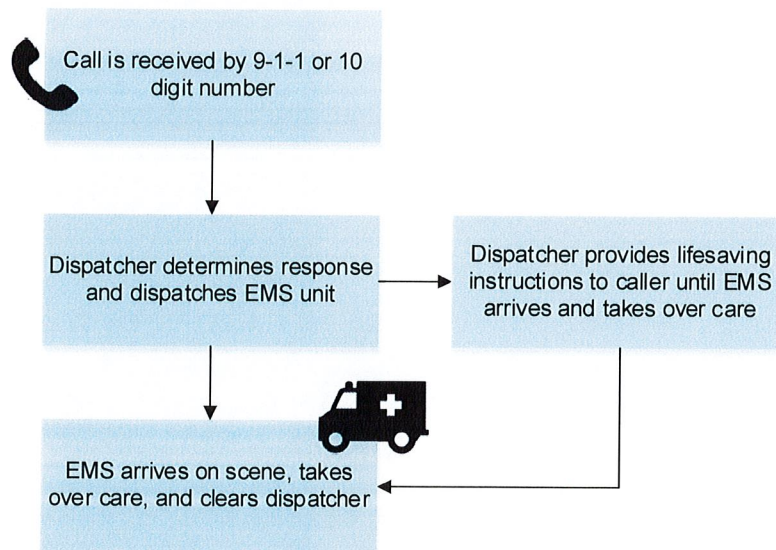 Call is received by 9-1-1 or 10
digit number
Dispatcher determines response
and dispatches EMS unit
Dispatcher provides lifesaving
instructions to caller until EMS
arrives and takes over care
EMS arrives on scene, takes
over care, and clears dispatcher